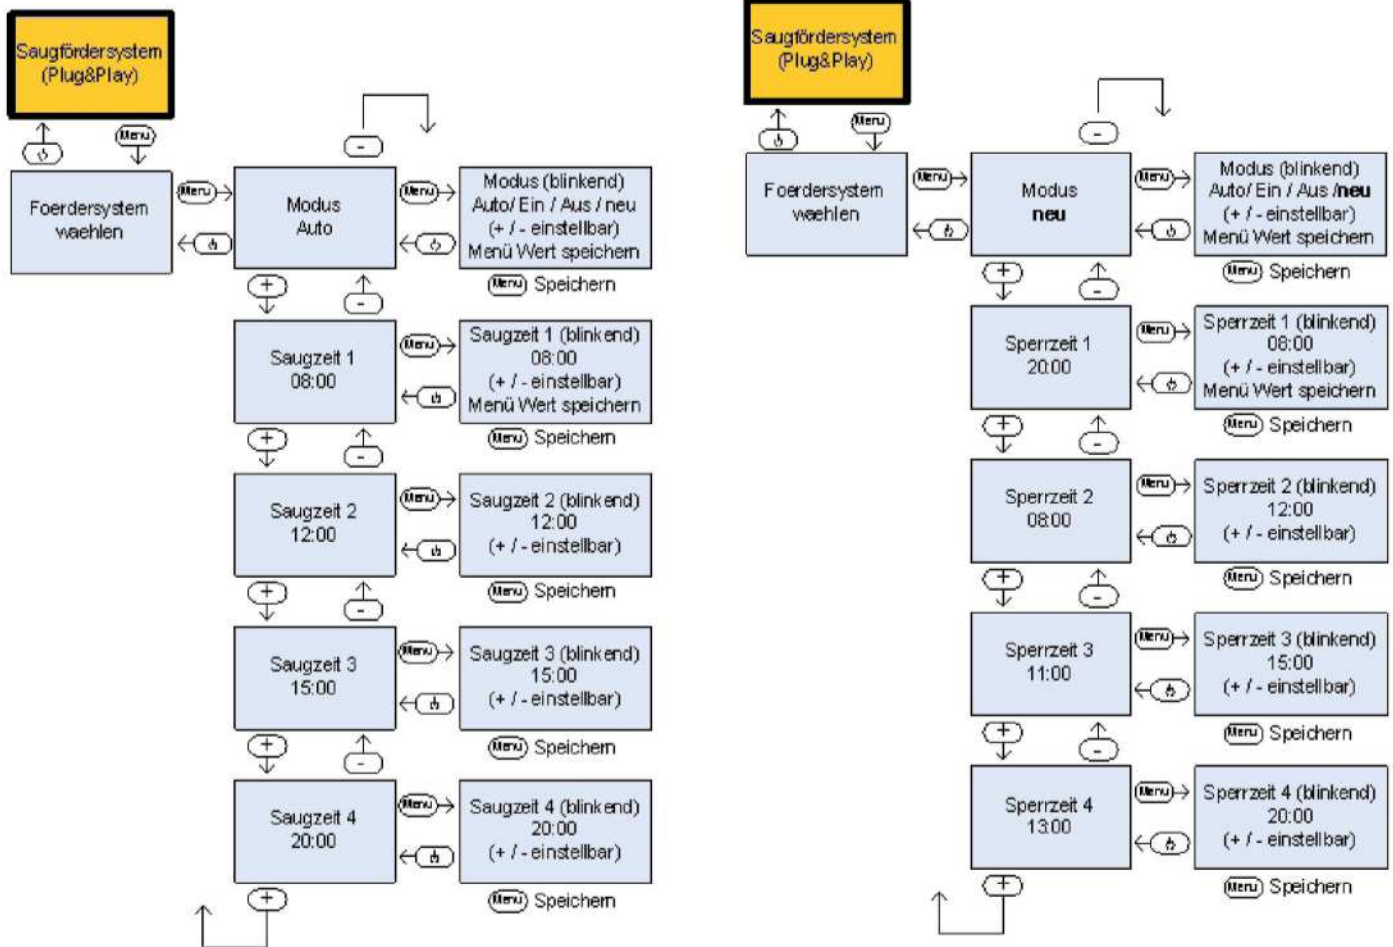 Saugfördersystem
(Plug&Play)
Menu
Foerdersystem
waehlen
Menu
-
Modus
Auto
Menu
Modus (blinkend)
Auto/ Ein / Aus / neu
(+ / - einstellbar)
Menü Wert speichern
Menu Speichern
+
-
Saugzeit 1
08:00
Menu
Saugzeit 1 (blinkend)
08:00
(+ / - einstellbar)
Menü Wert speichern
Menu Speichern
+
-
Saugzeit 2
12:00
Menu
Saugzeit 2 (blinkend)
12:00
(+ / - einstellbar)
Menu Speichern
+
-
Saugzeit 3
15:00
Menu
Saugzeit 3 (blinkend)
15:00
(+ / - einstellbar)
Menu Speichern
+
-
Saugzeit 4
20:00
Menu
Saugzeit 4 (blinkend)
20:00
(+ / - einstellbar)
Menu Speichern
+
Saugfördersystem
(Plug&Play)
Menu
Foerdersystem
waehlen
Menu
-
Modus
neu
Menu
Modus (blinkend)
Auto/ Ein / Aus /neu
(+ / - einstellbar)
Menü Wert speichern
Menu Speichern
+
-
Sperrzeit 1
20:00
Menu
Sperrzeit 1 (blinkend)
08:00
(+ / - einstellbar)
Menü Wert speichern
Menu Speichern
+
-
Sperrzeit 2
08:00
Menu
Sperrzeit 2 (blinkend)
12:00
(+ / - einstellbar)
Menu Speichern
+
-
Sperrzeit 3
11:00
Menu
Sperrzeit 3 (blinkend)
15:00
(+ / - einstellbar)
Menu Speichern
+
-
Sperrzeit 4
13:00
Menu
Sperrzeit 4 (blinkend)
20:00
(+ / - einstellbar)
Menu Speichern
+